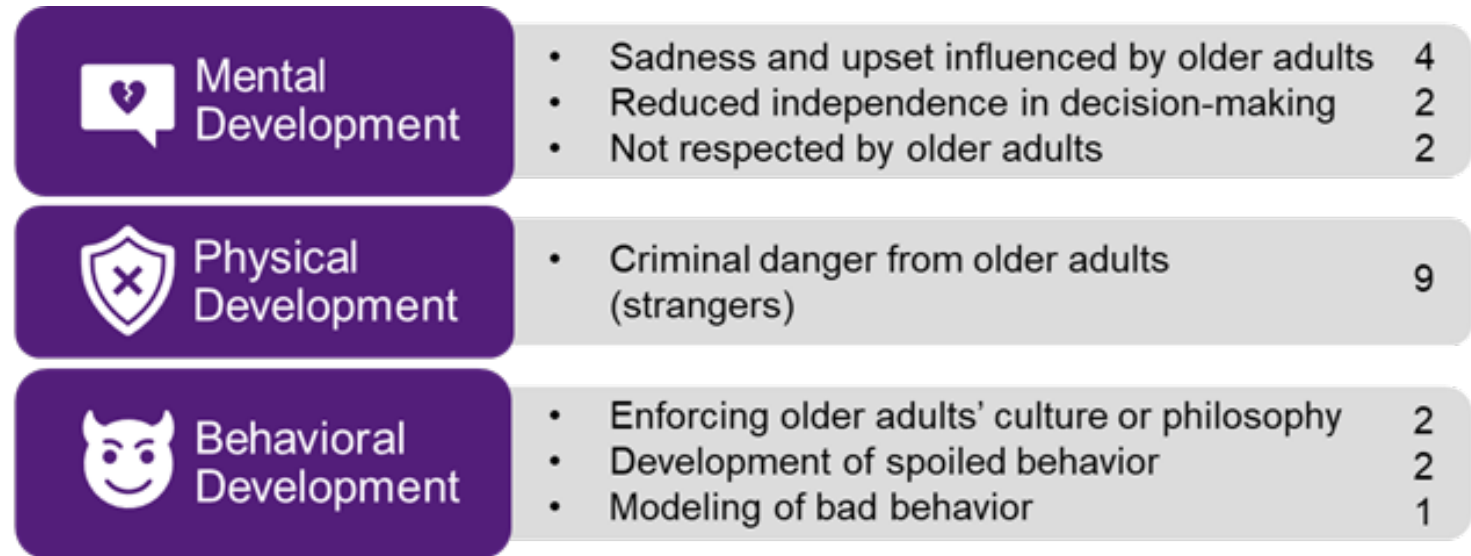 Mental
Development
• Sadness and upset influenced by older adults 4
• Reduced independence in decision-making 2
• Not respected by older adults 2
Physical
Development
• Criminal danger from older adults
(strangers) 9
Behavioral
Development
• Enforcing older adults’ culture or philosophy 2
• Development of spoiled behavior 2
• Modeling of bad behavior 1